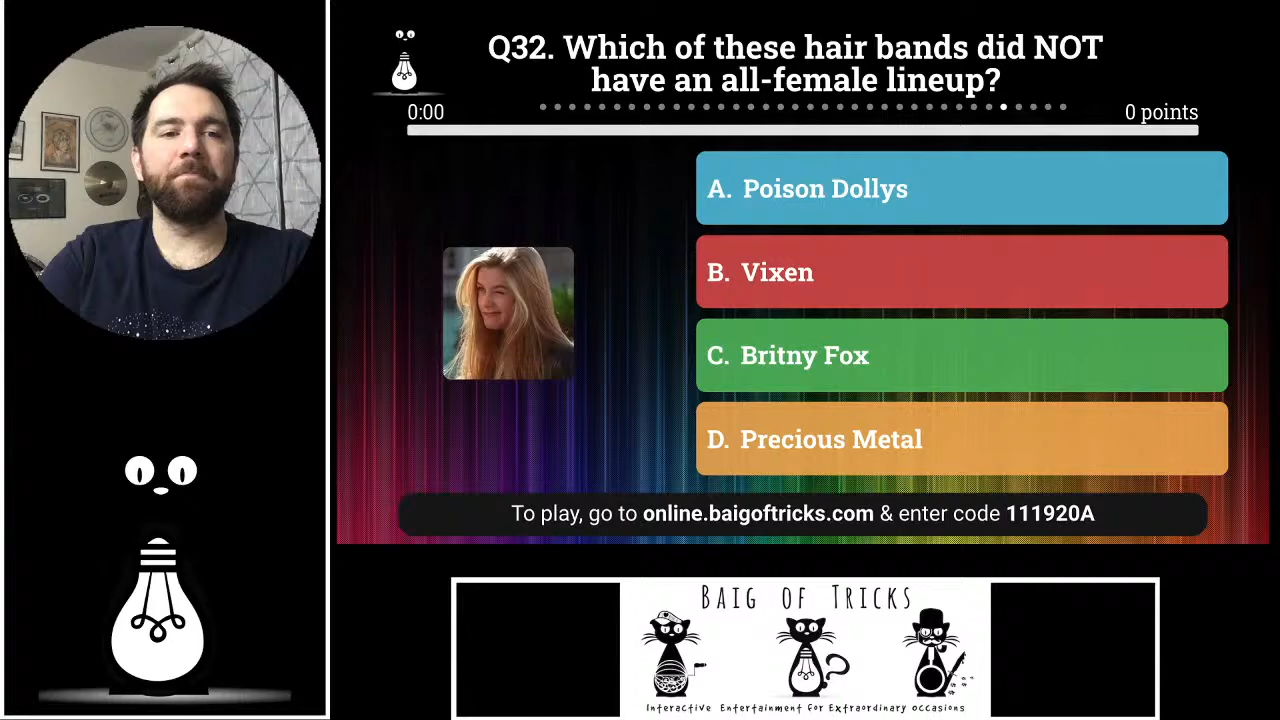 Q32. Which of these hair bands did NOT
have an all-female lineup?
0:00
0 points
A. Poison Dollys
B. Vixen
C. Britny Fox
D. Precious Metal
To play, go to online.baigoftricks.com & enter code 111920A
BAIG OF TRICKS
Interactive Entertainment for Extraordinary Occasions